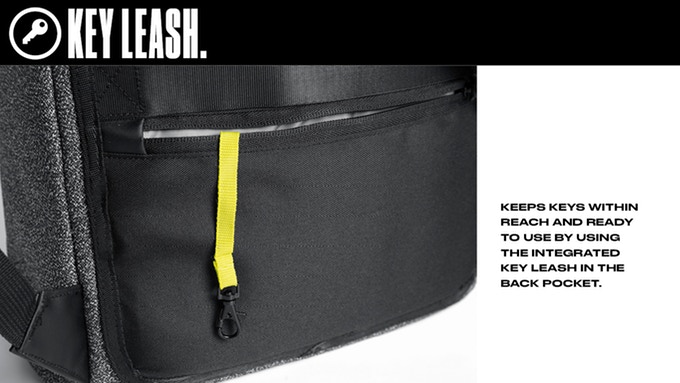 KEY LEASH.
KEEPS KEYS WITHIN
REACH AND READY
TO USE BY USING
THE INTEGRATED
KEY LEASH IN THE
BACK POCKET.